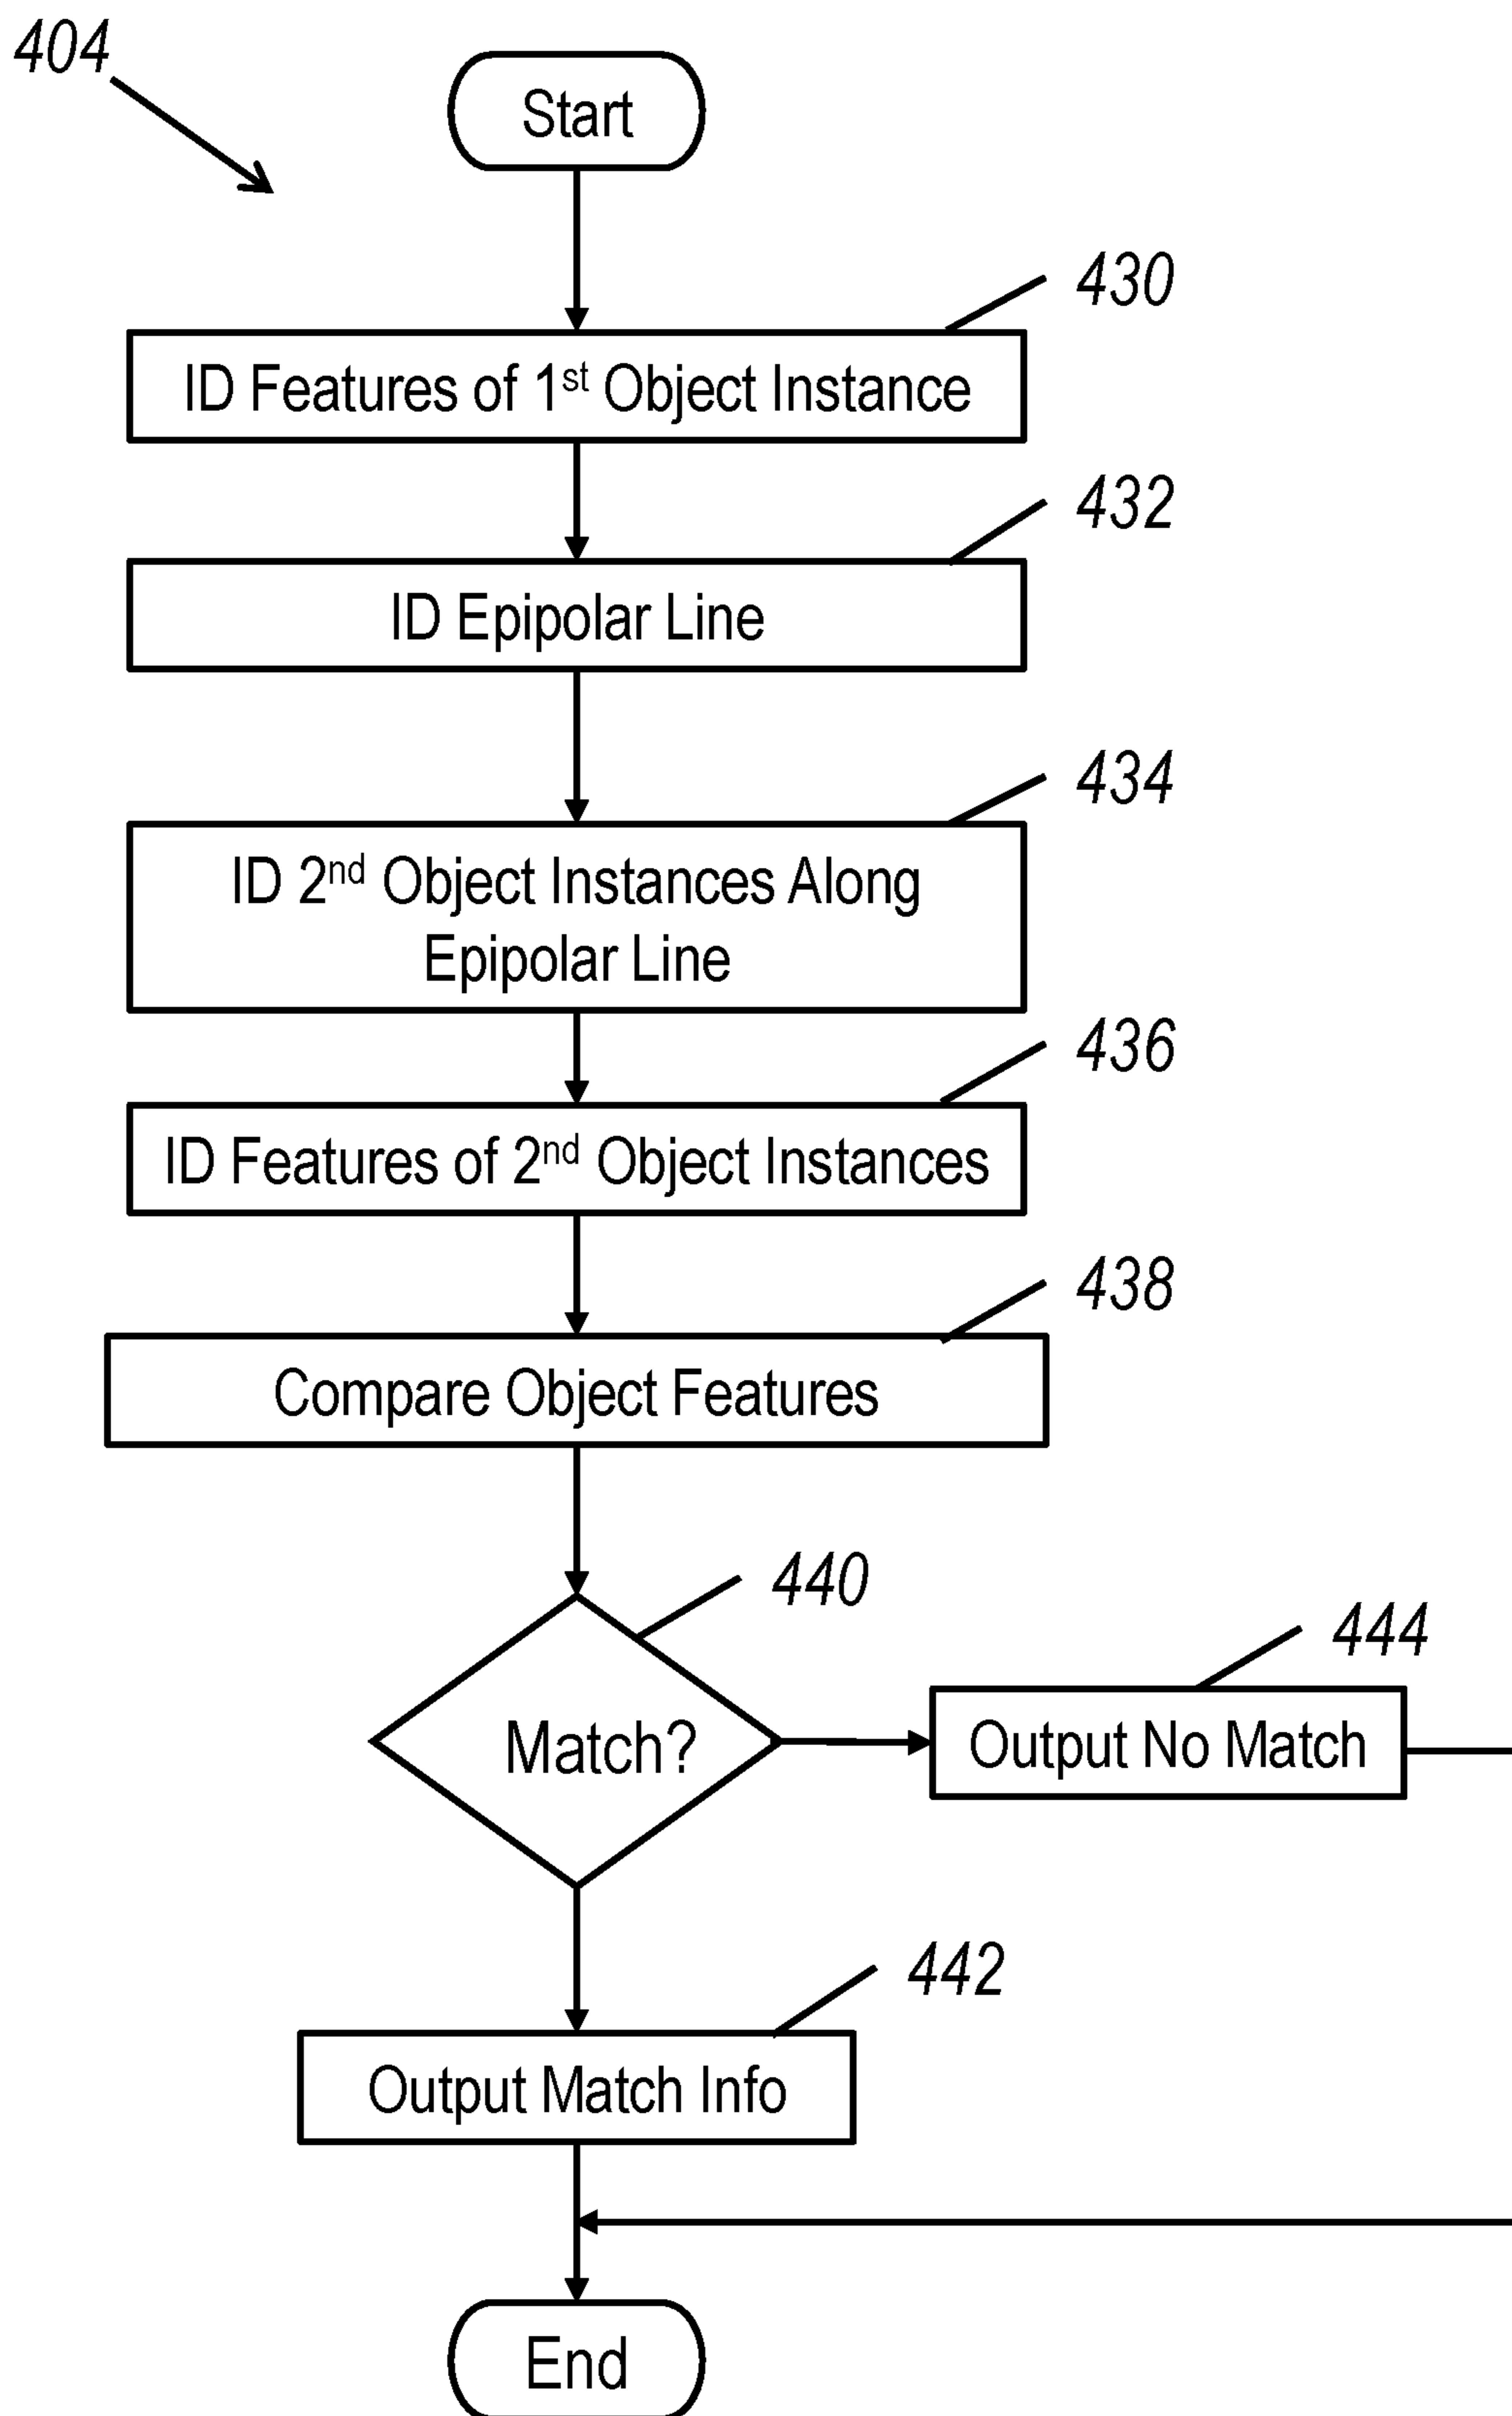 404
Start
430
ID Features of 1st Object Instance
432
ID Epipolar Line
434
ID 2nd Object Instances Along
Epipolar Line
436
ID Features of 2nd Object Instances
438
Compare Object Features
440
Match?
444
Output No Match
442
Output Match Info
End